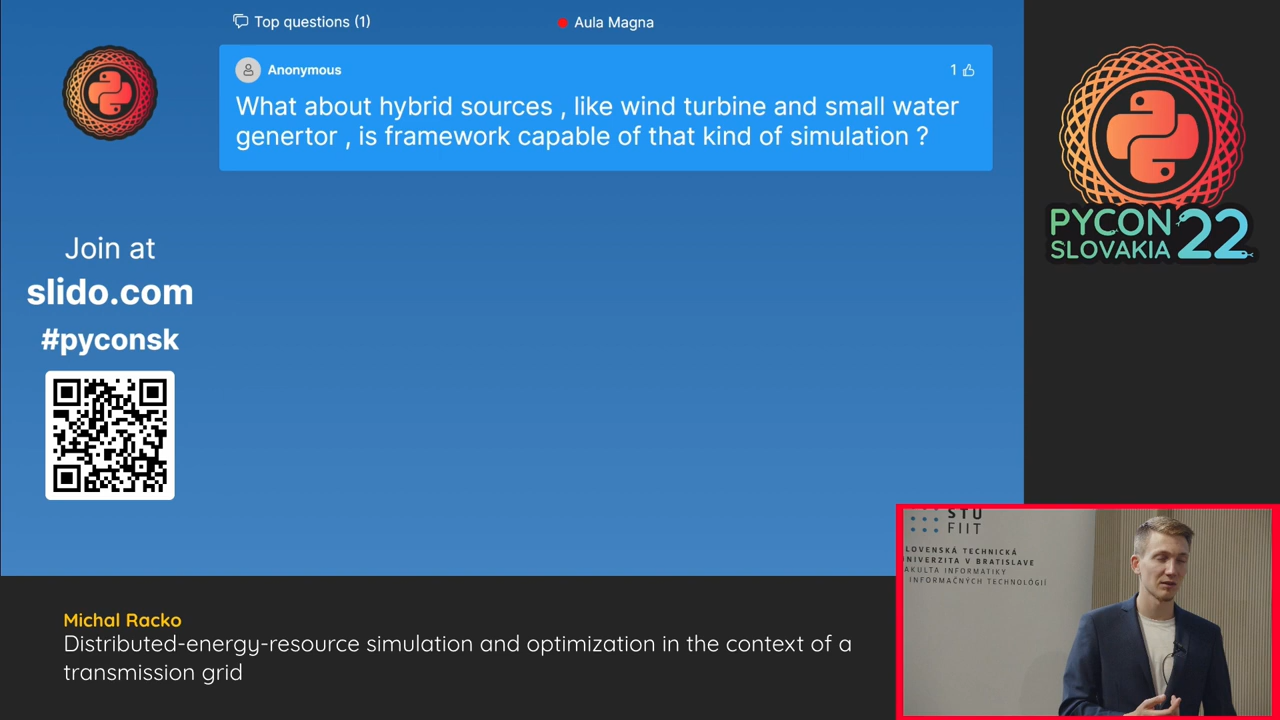 Top questions (1)
Aula Magna
Anonymous
1
What about hybrid sources , like wind turbine and small water
genertor , is framework capable of that kind of simulation ?
Join at
slido.com
#pyconsk
PYCON
SLOVAKIA 22
STU
FIIT
LOVENSKÁ TECHNICKÁ
NIVERZITA V BRATISLAVE
AKULTA INFORMATIKY
INFORMAČNÝCH TECHNOLÓGIÍ
Michal Racko
Distributed-energy-resource simulation and optimization in the context of a
transmission grid